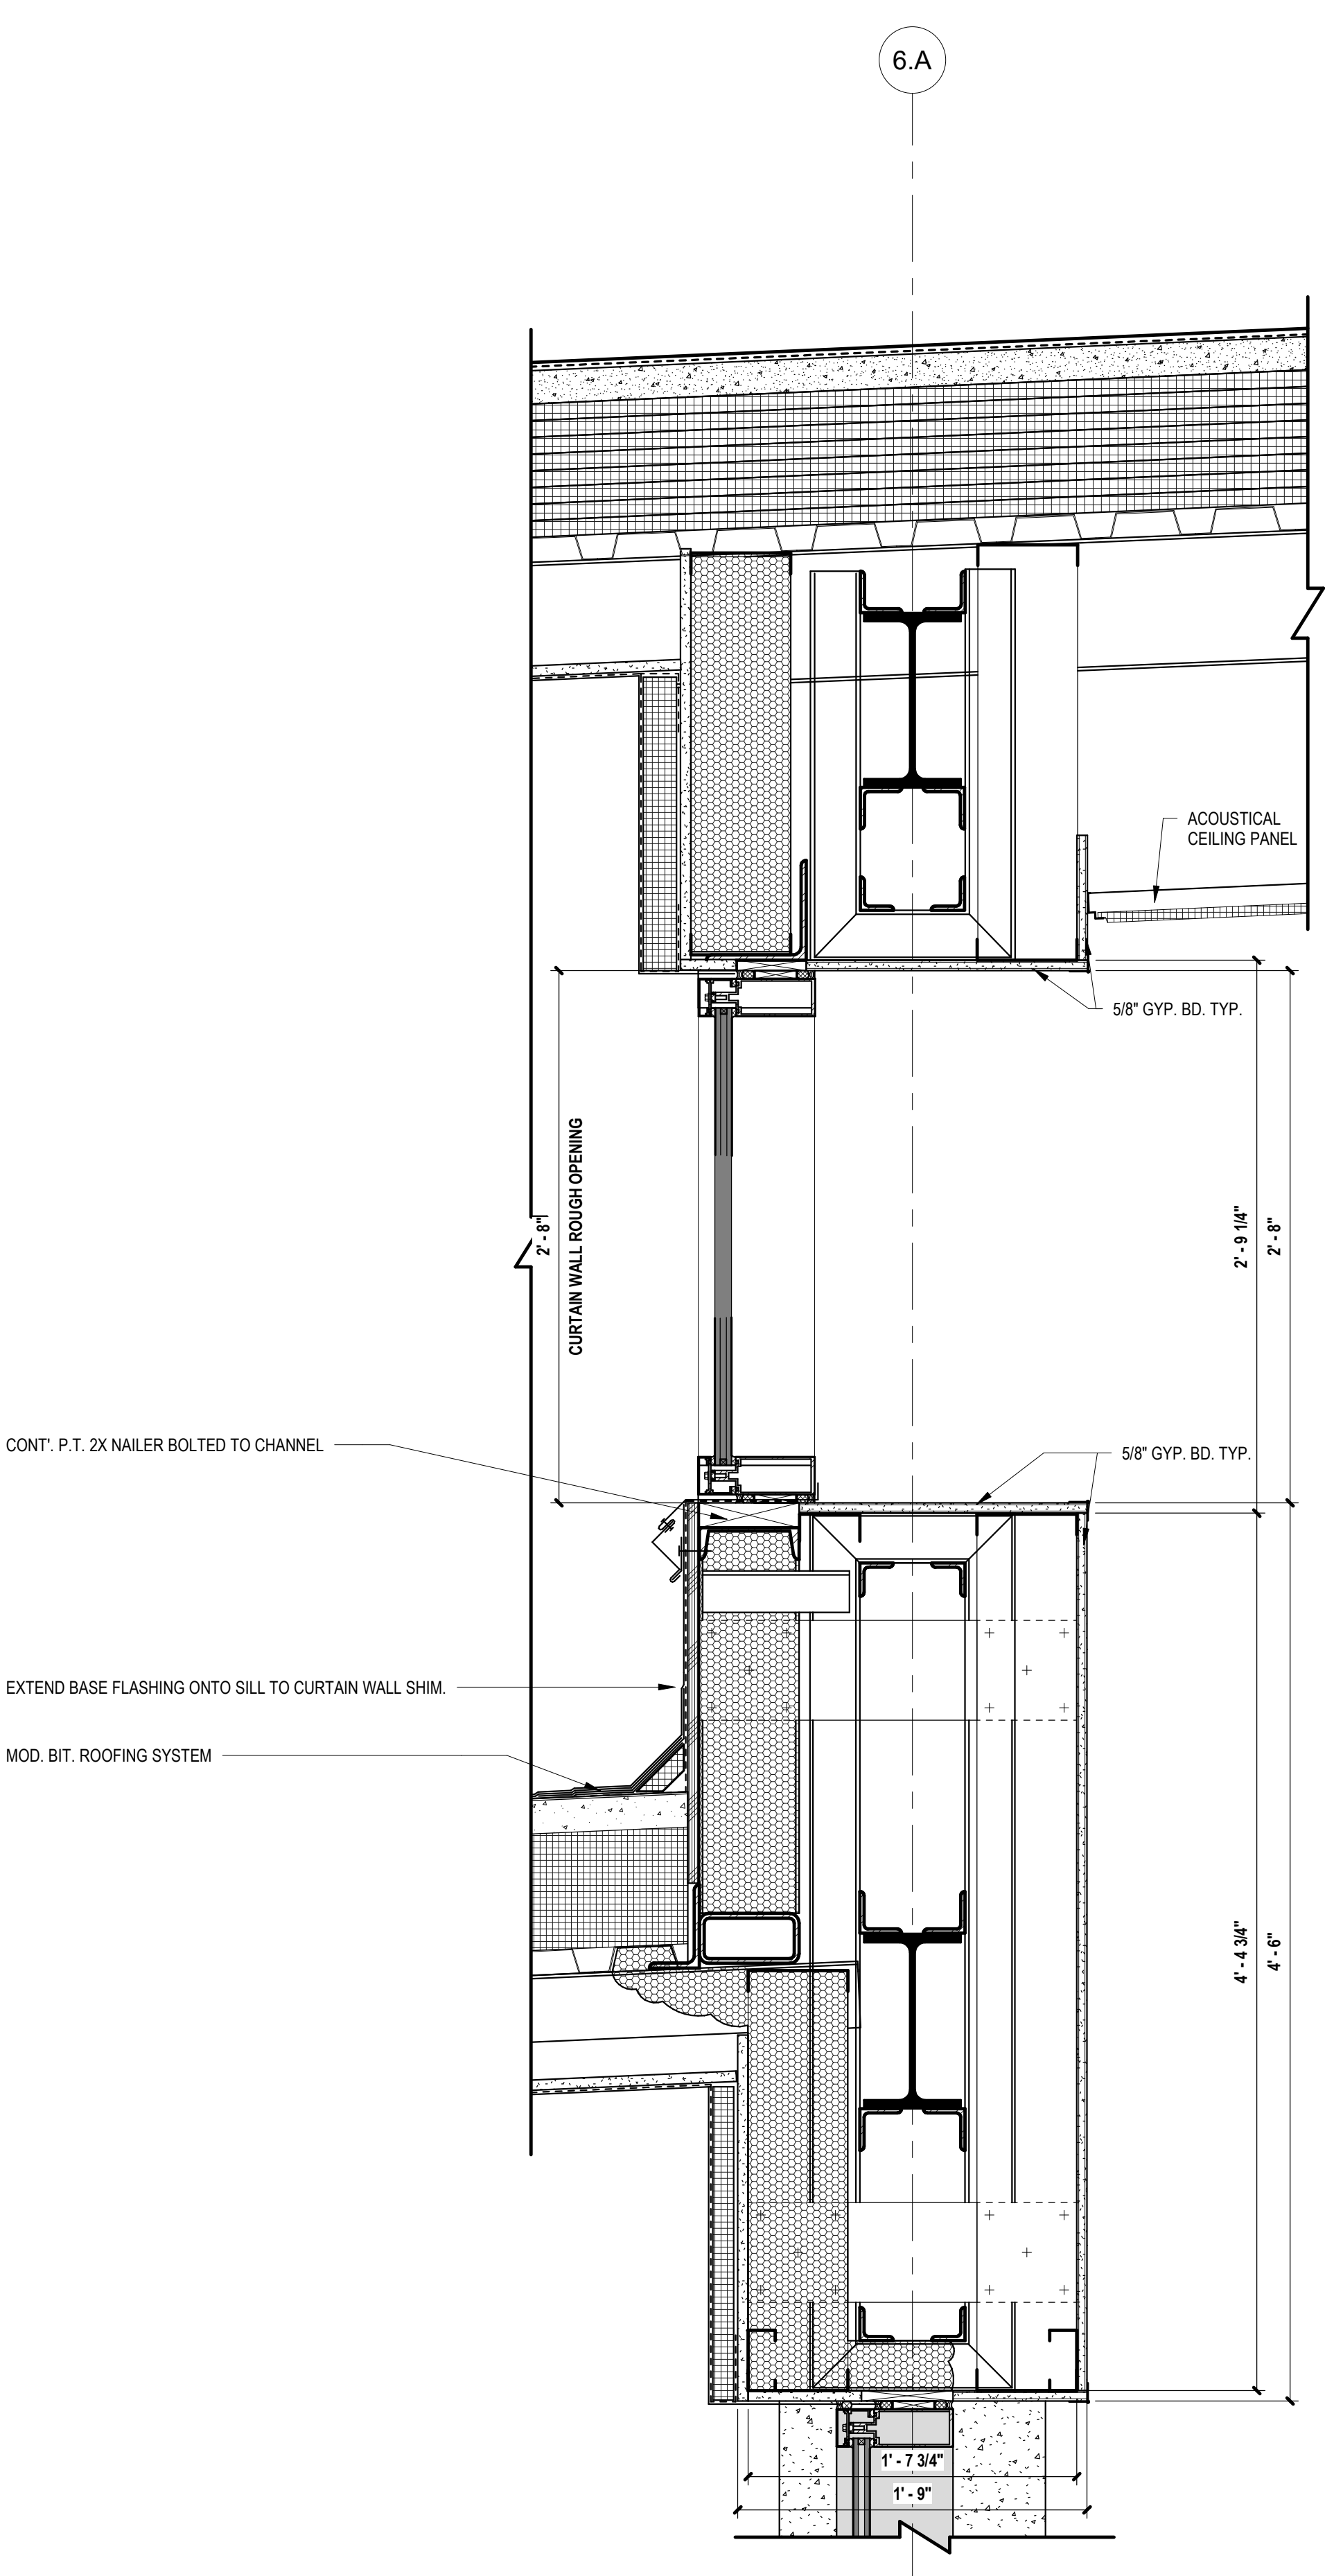 6.A
ACOUSTICAL
CEILING PANEL
5/8" GYP. BD. TYP.
2' - 8"
CURTAIN WALL ROUGH OPENING
2' - 9 1/4"
2' - 8"
CONT'. P.T. 2X NAILER BOLTED TO CHANNEL
5/8" GYP. BD. TYP.
EXTEND BASE FLASHING ONTO SILL TO CURTAIN WALL SHIM.
MOD. BIT. ROOFING SYSTEM
4' - 4 3/4"
4' - 6"
1' - 7 3/4"
1' - 9"